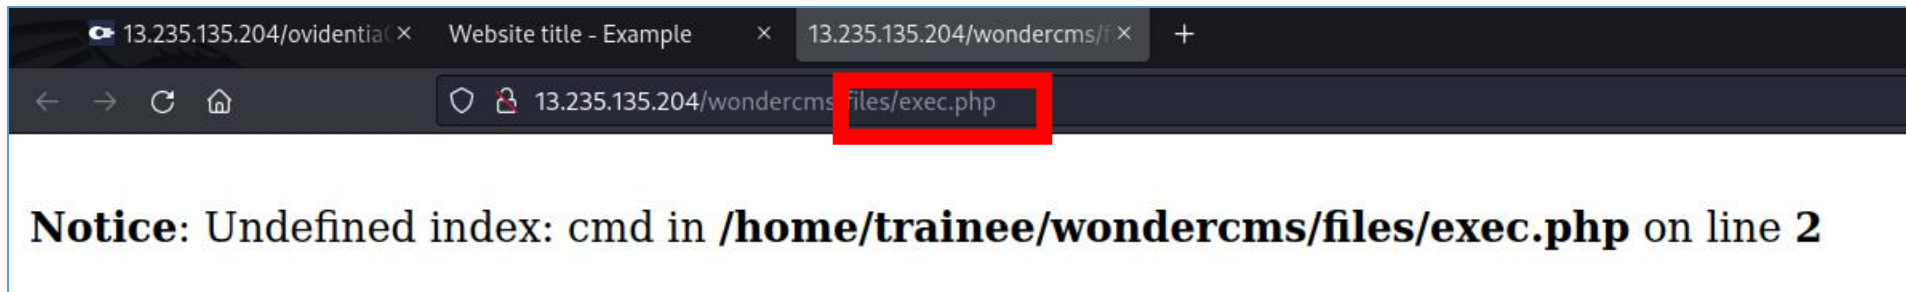 13.235.135.204/ovidentia
Website title - Example
13.235.135.204/wondercms/f
13.235.135.204/wondercms/files/exec.php
Notice: Undefined index: cmd in /home/trainee/wondercms/files/exec.php on line 2